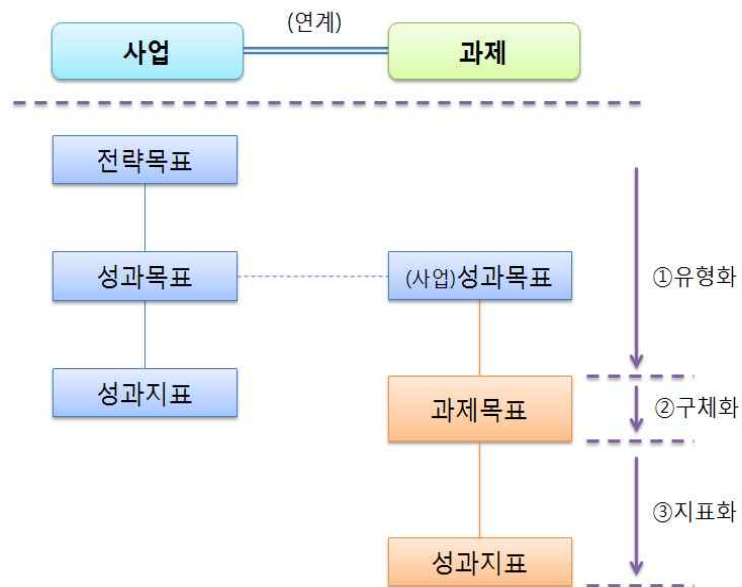 (연계)
사업
과제
전략목표
성과목표
(사업)성과목표
①유형화
성과지표
과제목표
②구체화
③지표화
성과지표